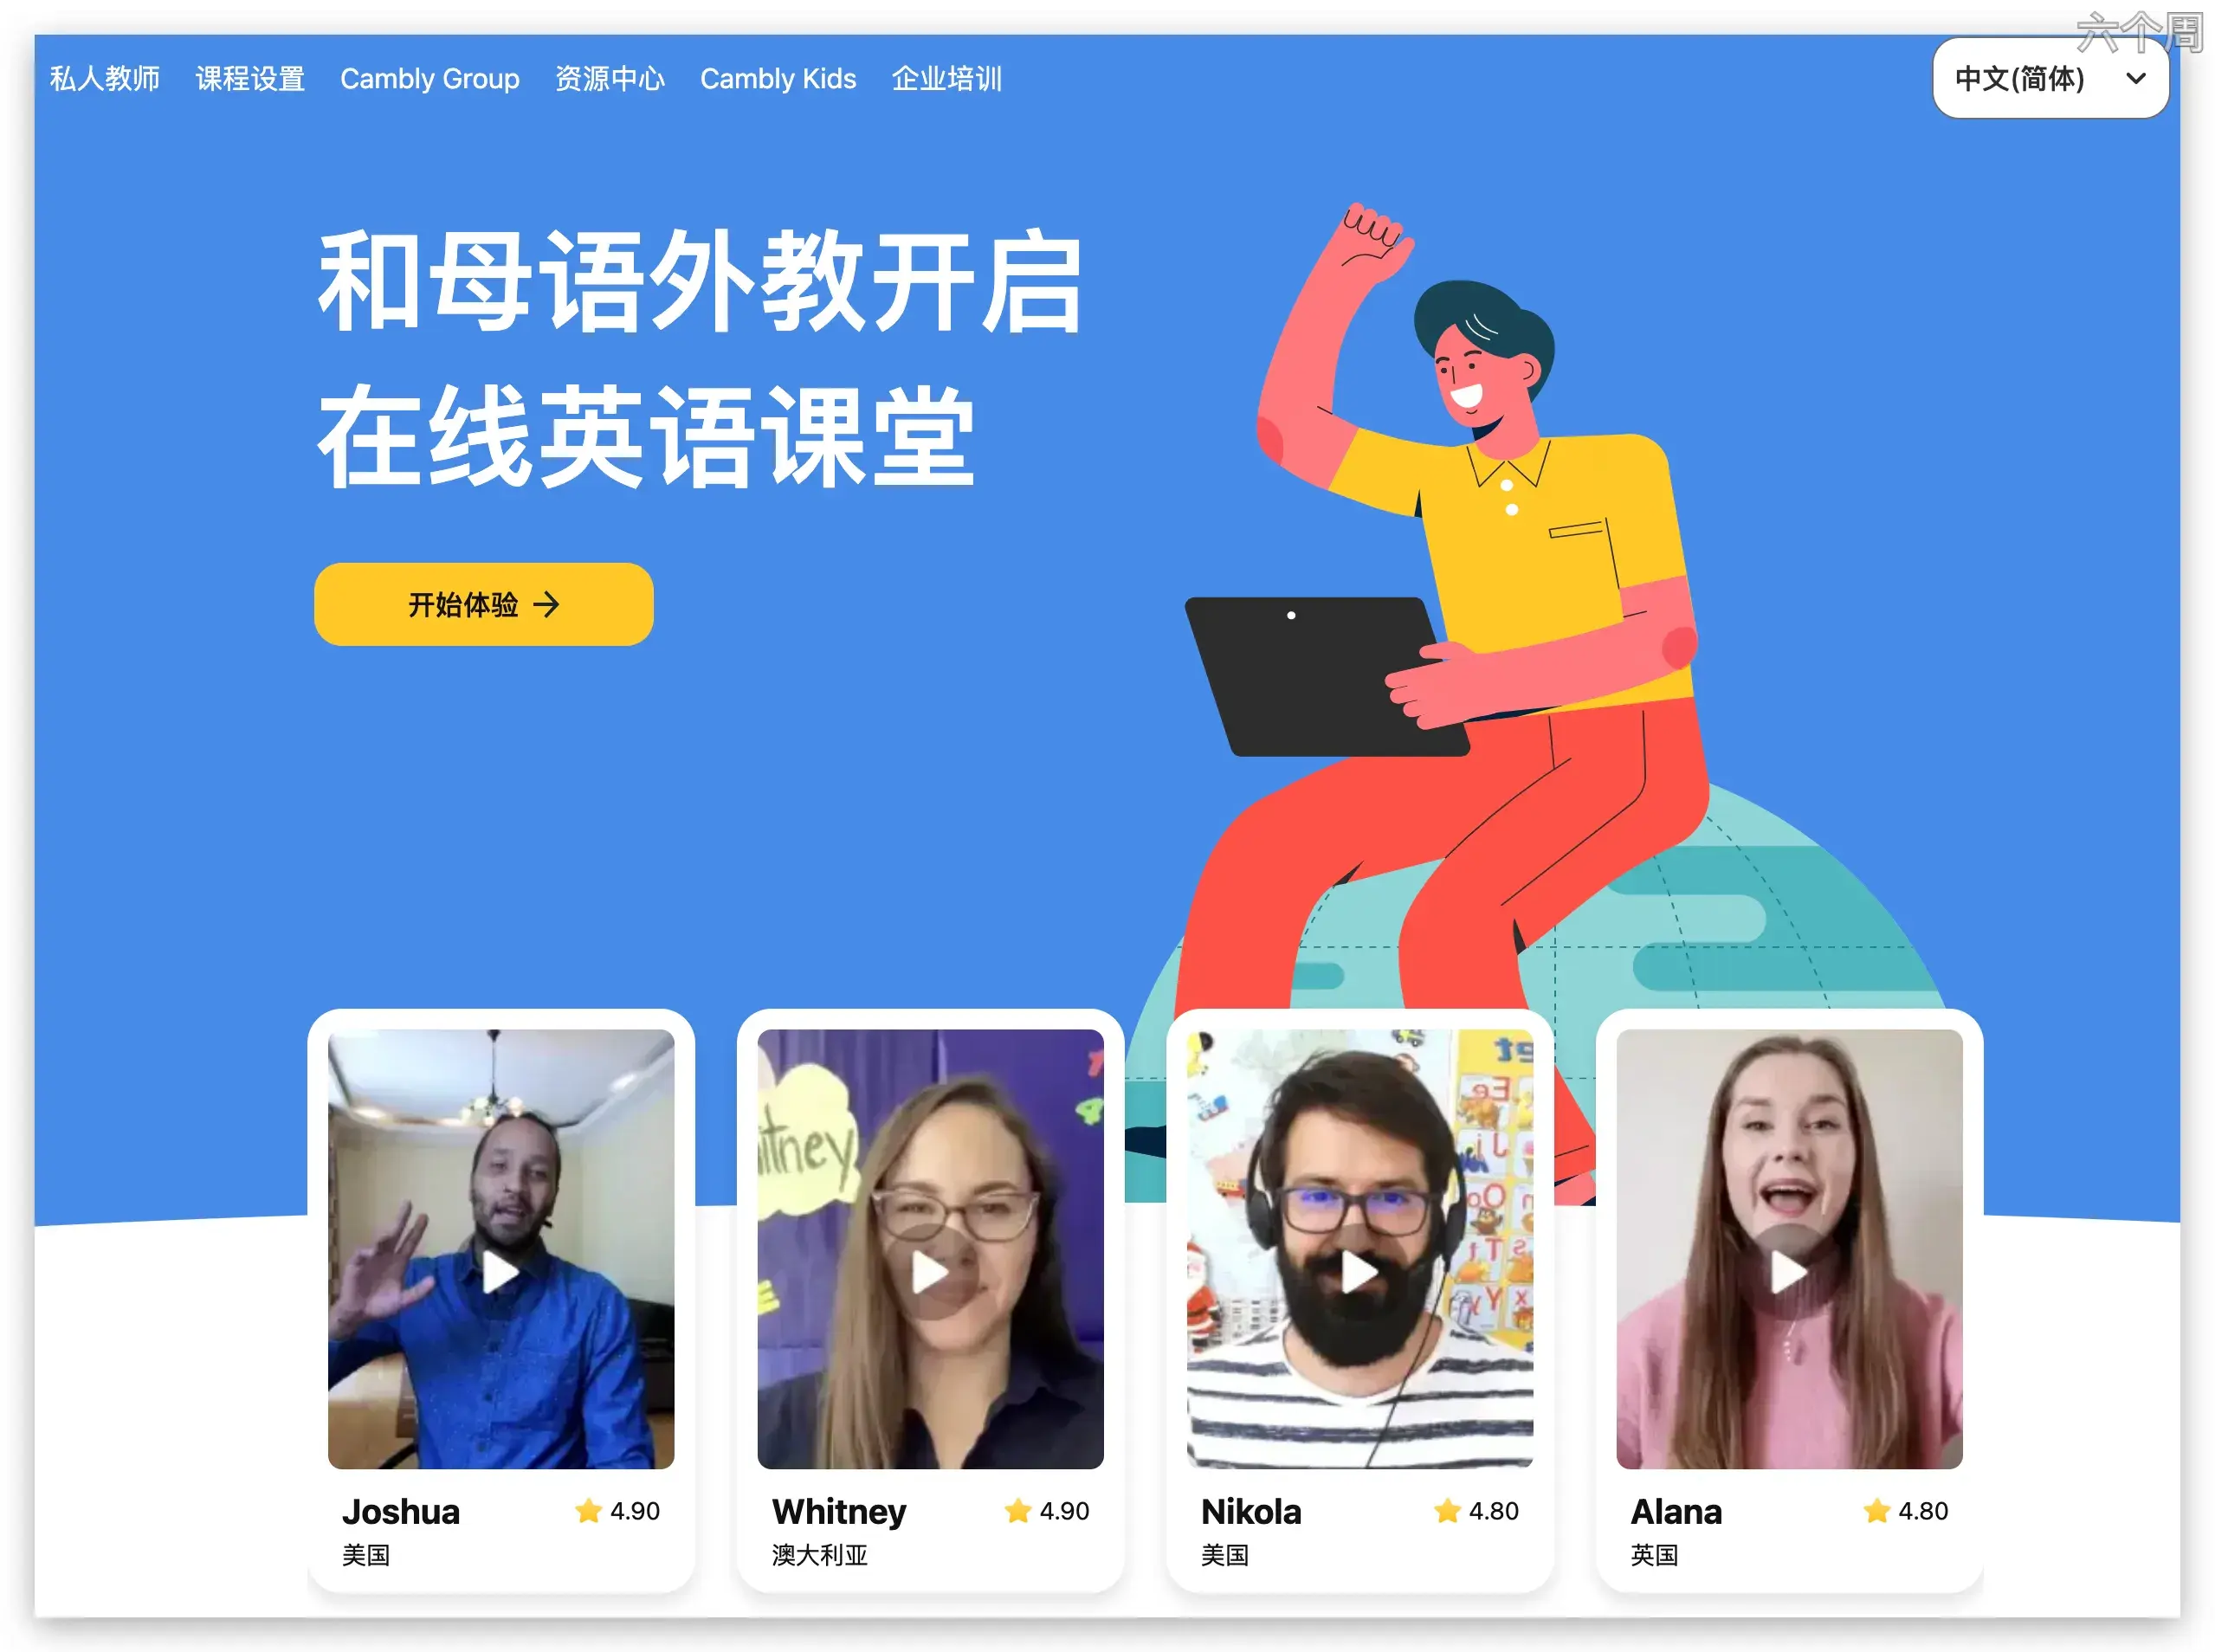 六个周
私人教师
课程设置
Cambly Group
资源中心
Cambly Kids
企业培训
中文(简体)
和母语外教开启
在线英语课堂
开始体验 →
Joshua
4.90
美国
Whitney
4.90
澳大利亚
Nikola
4.80
美国
Alana
4.80
英国